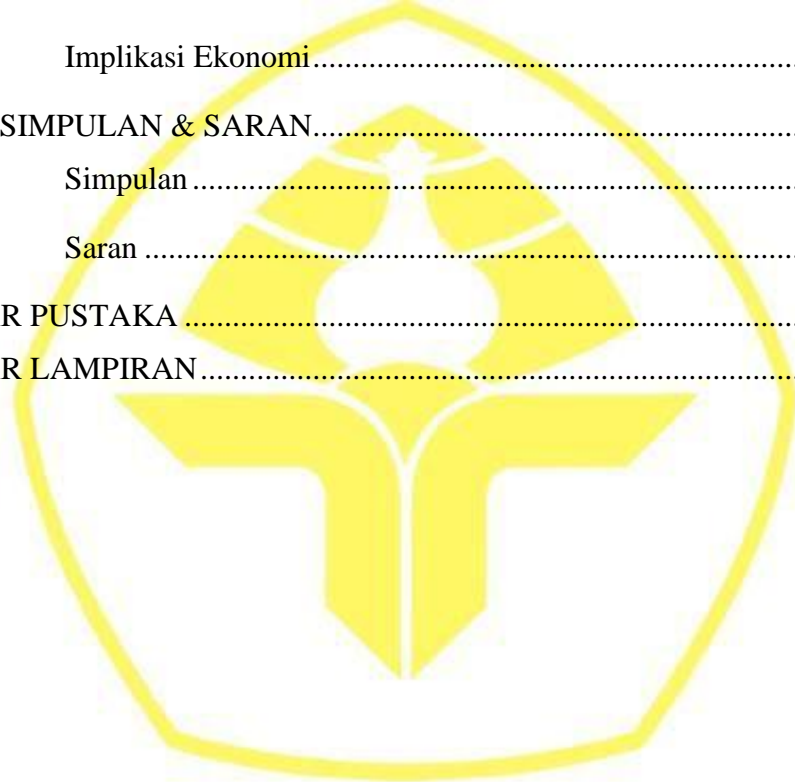 Implikasi Ekonomi..............................................................
SIMPULAN & SARAN..............................................................
Simpulan..............................................................................
Saran....................................................................................
R PUSTAKA..........................................................................
R LAMPIRAN........................................................................